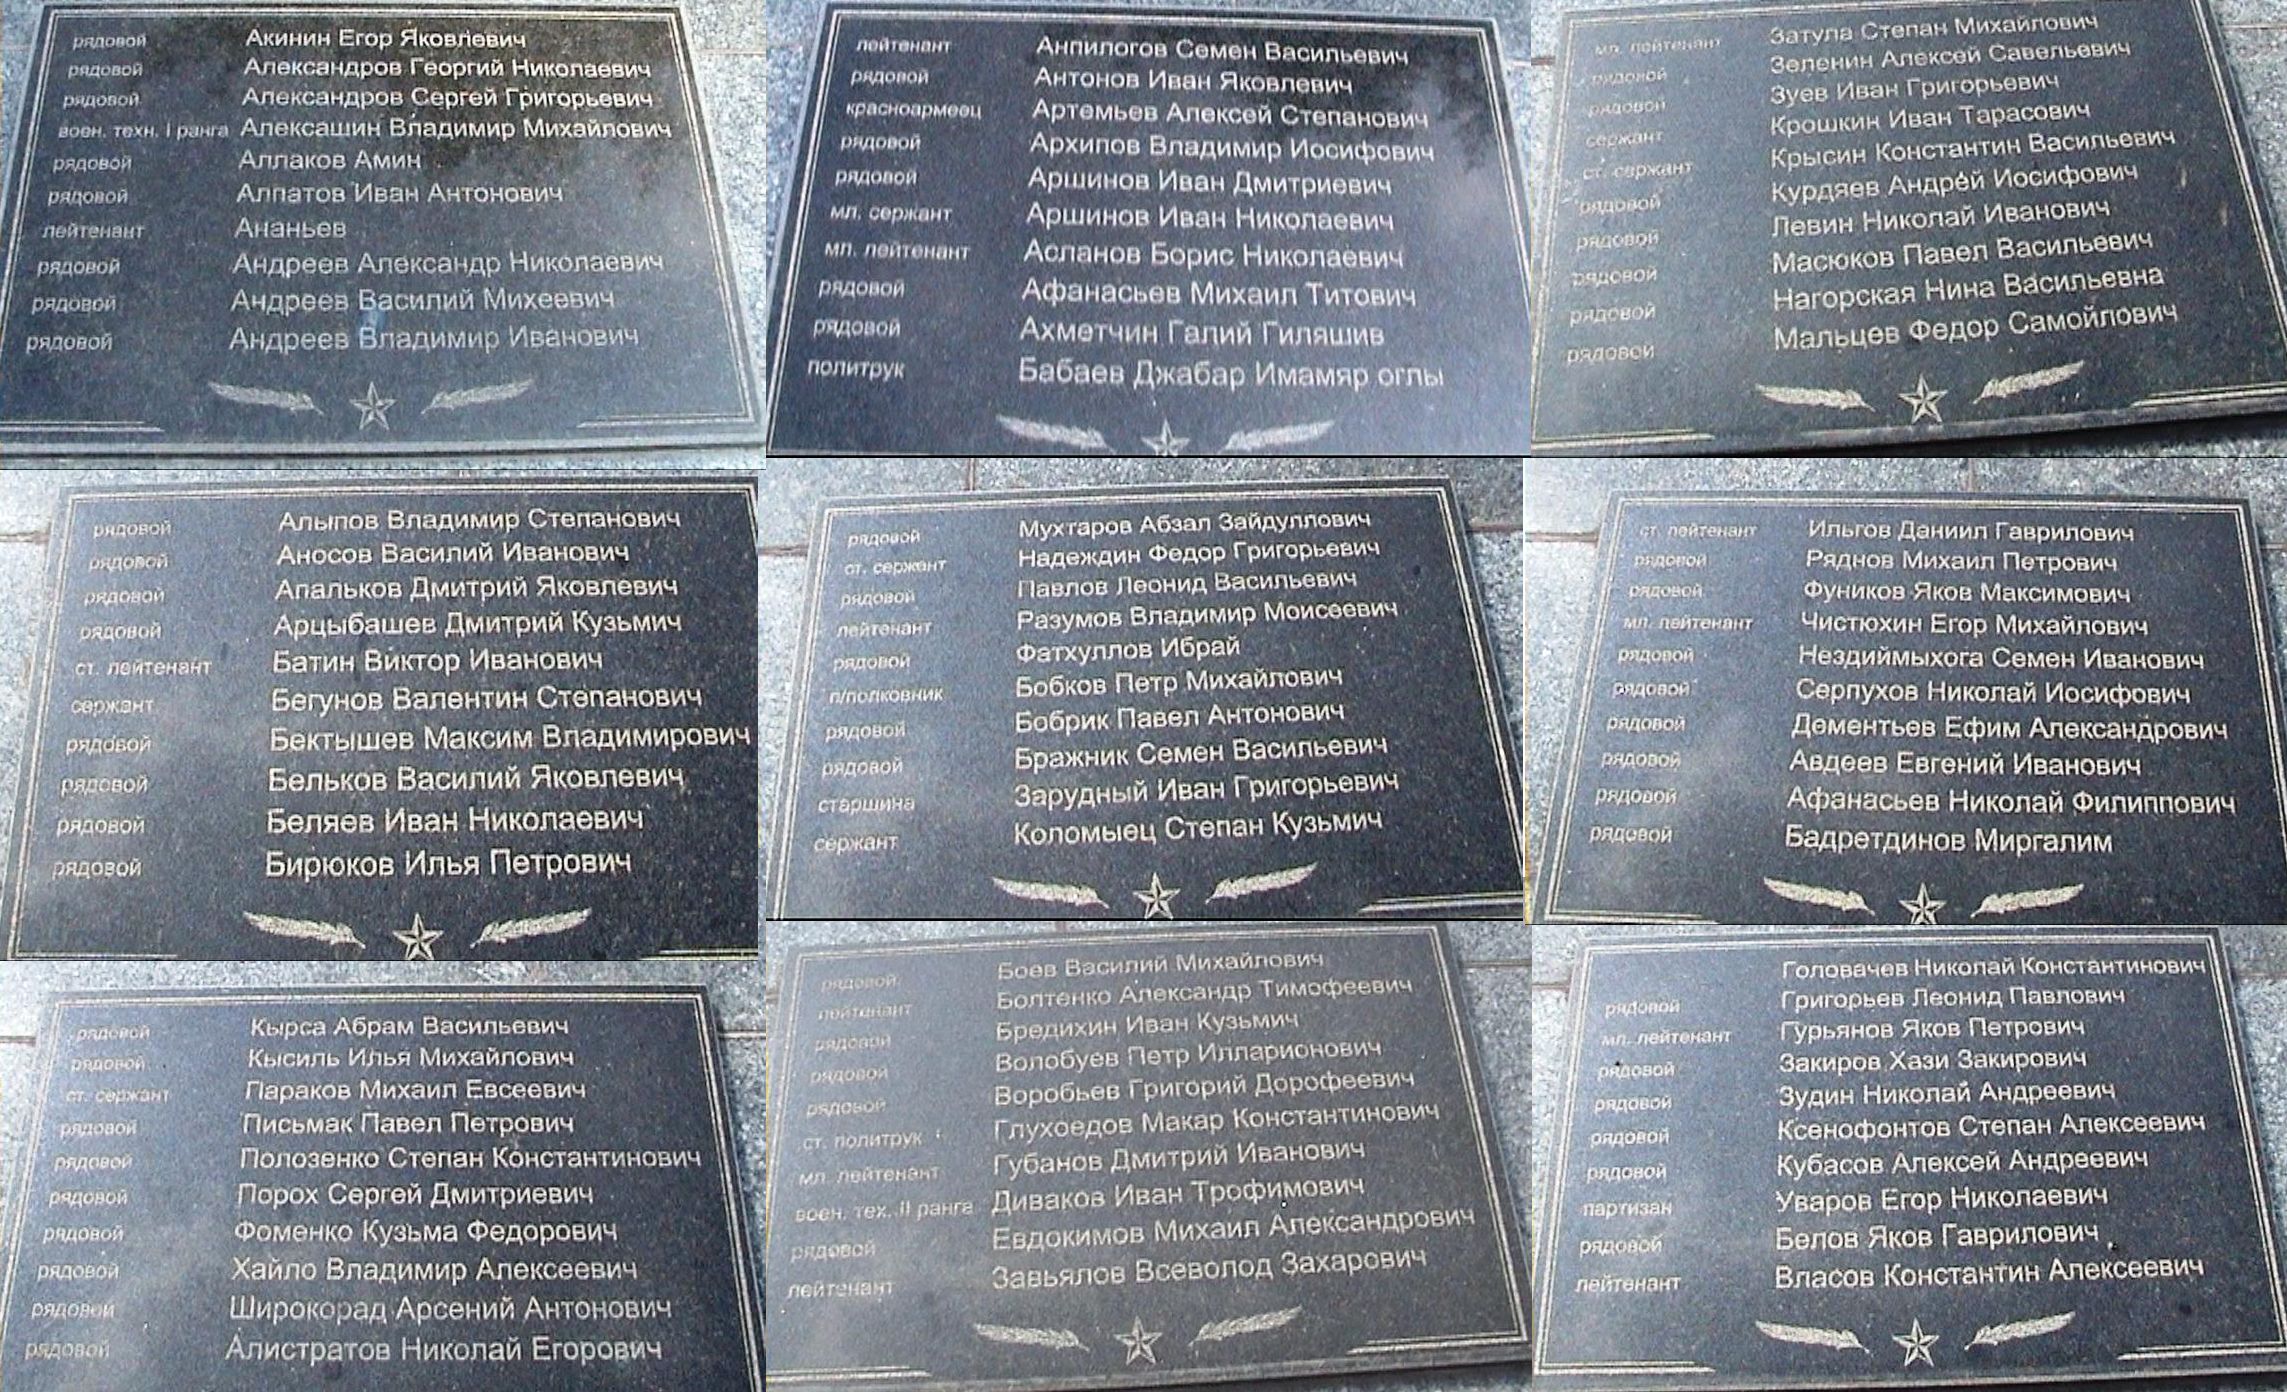 рядовой Акинин Егор Яковлевич
рядовой Александров Георгий Николаевич
рядовой Александров Сергей Григорьевич
воен. техн. I ранга Алексашин Владимир Михайлович
рядовой Аллаков Амин
рядовой Алпатов Иван Антонович
лейтенант Ананьев
рядовой Андреев Александр Николаевич
рядовой Андреев Василий Михеевич
рядовой Андреев Владимир Иванович
лейтенант Анпилогов Семен Васильевич
рядовой Антонов Иван Яковлевич
красноармеец Артемьев Алексей Степанович
рядовой Архипов Владимир Иосифович
рядовой Аршинов Иван Дмитриевич
мл. сержант Аршинов Иван Николаевич
мл. лейтенант Асланов Борис Николаевич
рядовой Афанасьев Михаил Титович
рядовой Ахметчин Галий Гиляшив
политрук Бабаев Джабар Имамяр оглы
мл. лейтенант Затула Степан Михайлович
рядовой Зеленин Алексей Савельевич
рядовой Зуев Иван Григорьевич
сержант Крошкин Иван Тарасович
ст. сержант Крысин Константин Васильевич
рядовой Курдяев Андрей Иосифович
рядовой Левин Николай Иванович
рядовой Масюков Павел Васильевич
рядовой Нагорская Нина Васильевна
рядовой Мальцев Федор Самойлович
рядовой Алыпов Владимир Степанович
рядовой Аносов Василий Иванович
рядовой Апальков Дмитрий Яковлевич
рядовой Арцыбашев Дмитрий Кузьмич
ст. лейтенант Батин Виктор Иванович
сержант Бегунов Валентин Степанович
рядовой Бектышев Максим Владимирович
рядовой Бельков Василий Яковлевич
рядовой Беляев Иван Николаевич
рядовой Бирюков Илья Петрович
рядовой Мухтаров Абзал Зайдуллович
ст. сержант Надеждин Федор Григорьевич
рядовой Павлов Леонид Васильевич
лейтенант Разумов Владимир Моисеевич
рядовой Фатхуллов Ибрай
п/полковник Бобков Петр Михайлович
рядовой Бобрик Павел Антонович
рядовой Бражник Семен Васильевич
старшина Зарудный Иван Григорьевич
сержант Коломыец Степан Кузьмич
ст. лейтенант Ильгов Даниил Гаврилович
рядовой Ряднов Михаил Петрович
рядовой Фуников Яков Максимович
мл. лейтенант Чистюхин Егор Михайлович
рядовой Нездиймыхога Семен Иванович
рядовой Серпухов Николай Иосифович
рядовой Дементьев Ефим Александрович
рядовой Авдеев Евгений Иванович
рядовой Афанасьев Николай Филиппович
рядовой Бадретдинов Миргалим
рядовой Кырса Абрам Васильевич
рядовой Кысиль Илья Михайлович
ст. сержант Параков Михаил Евсеевич
рядовой Письмак Павел Петрович
рядовой Полозенко Степан Константинович
рядовой Порох Сергей Дмитриевич
рядовой Фоменко Кузьма Федорович
рядовой Хайло Владимир Алексеевич
рядовой Широкорад Арсений Антонович
рядовой Алистратов Николай Егорович
рядовой Боев Василий Михайлович
лейтенант Болтенко Александр Тимофеевич
рядовой Бредихин Иван Кузьмич
рядовой Волобуев Петр Илларионович
рядовой Воробьев Григорий Дорофеевич
ст. политрук Глухоедов Макар Константинович
мл. лейтенант Губанов Дмитрий Иванович
воен. тех. II ранга Диваков Иван Трофимович
рядовой Евдокимов Михаил Александрович
лейтенант Завьялов Всеволод Захарович
Головачев Николай Константинович
рядовой Григорьев Леонид Павлович
мл. лейтенант Гурьянов Яков Петрович
рядовой Закиров Хази Закирович
рядовой Зудин Николай Андреевич
рядовой Ксенофонтов Степан Алексеевич
рядовой Кубасов Алексей Андреевич
партизан Уваров Егор Николаевич
рядовой Белов Яков Гаврилович
лейтенант Власов Константин Алексеевич